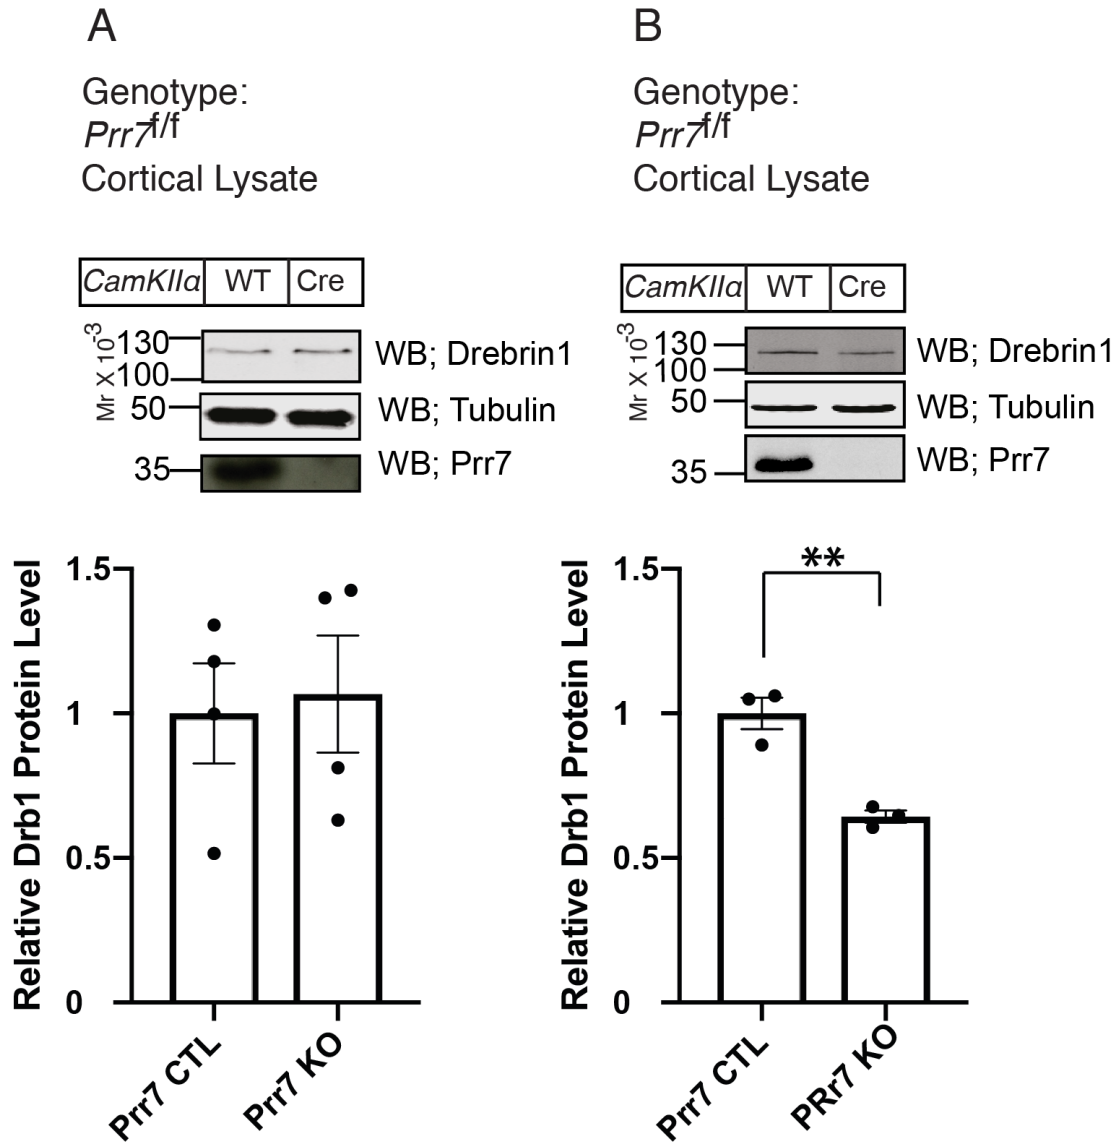 A
Genotype:
Prr7f/f
Cortical Lysate
CamKIIα WT Cre
Mr X 10-3
130
100
WB; Drebrin1
50
WB; Tubulin
35
WB; Prr7
Relative Drb1 Protein Level
1.5
1
0.5
0
Prr7 CTL
Prr7 KO
B
Genotype:
Prr7f/f
Cortical Lysate
CamKIIα WT Cre
Mr X 10-3
130
100
WB; Drebrin1
50
WB; Tubulin
35
WB; Prr7
Relative Drb1 Protein Level
1.5
1
0.5
0
**
Prr7 CTL
PRr7 KO